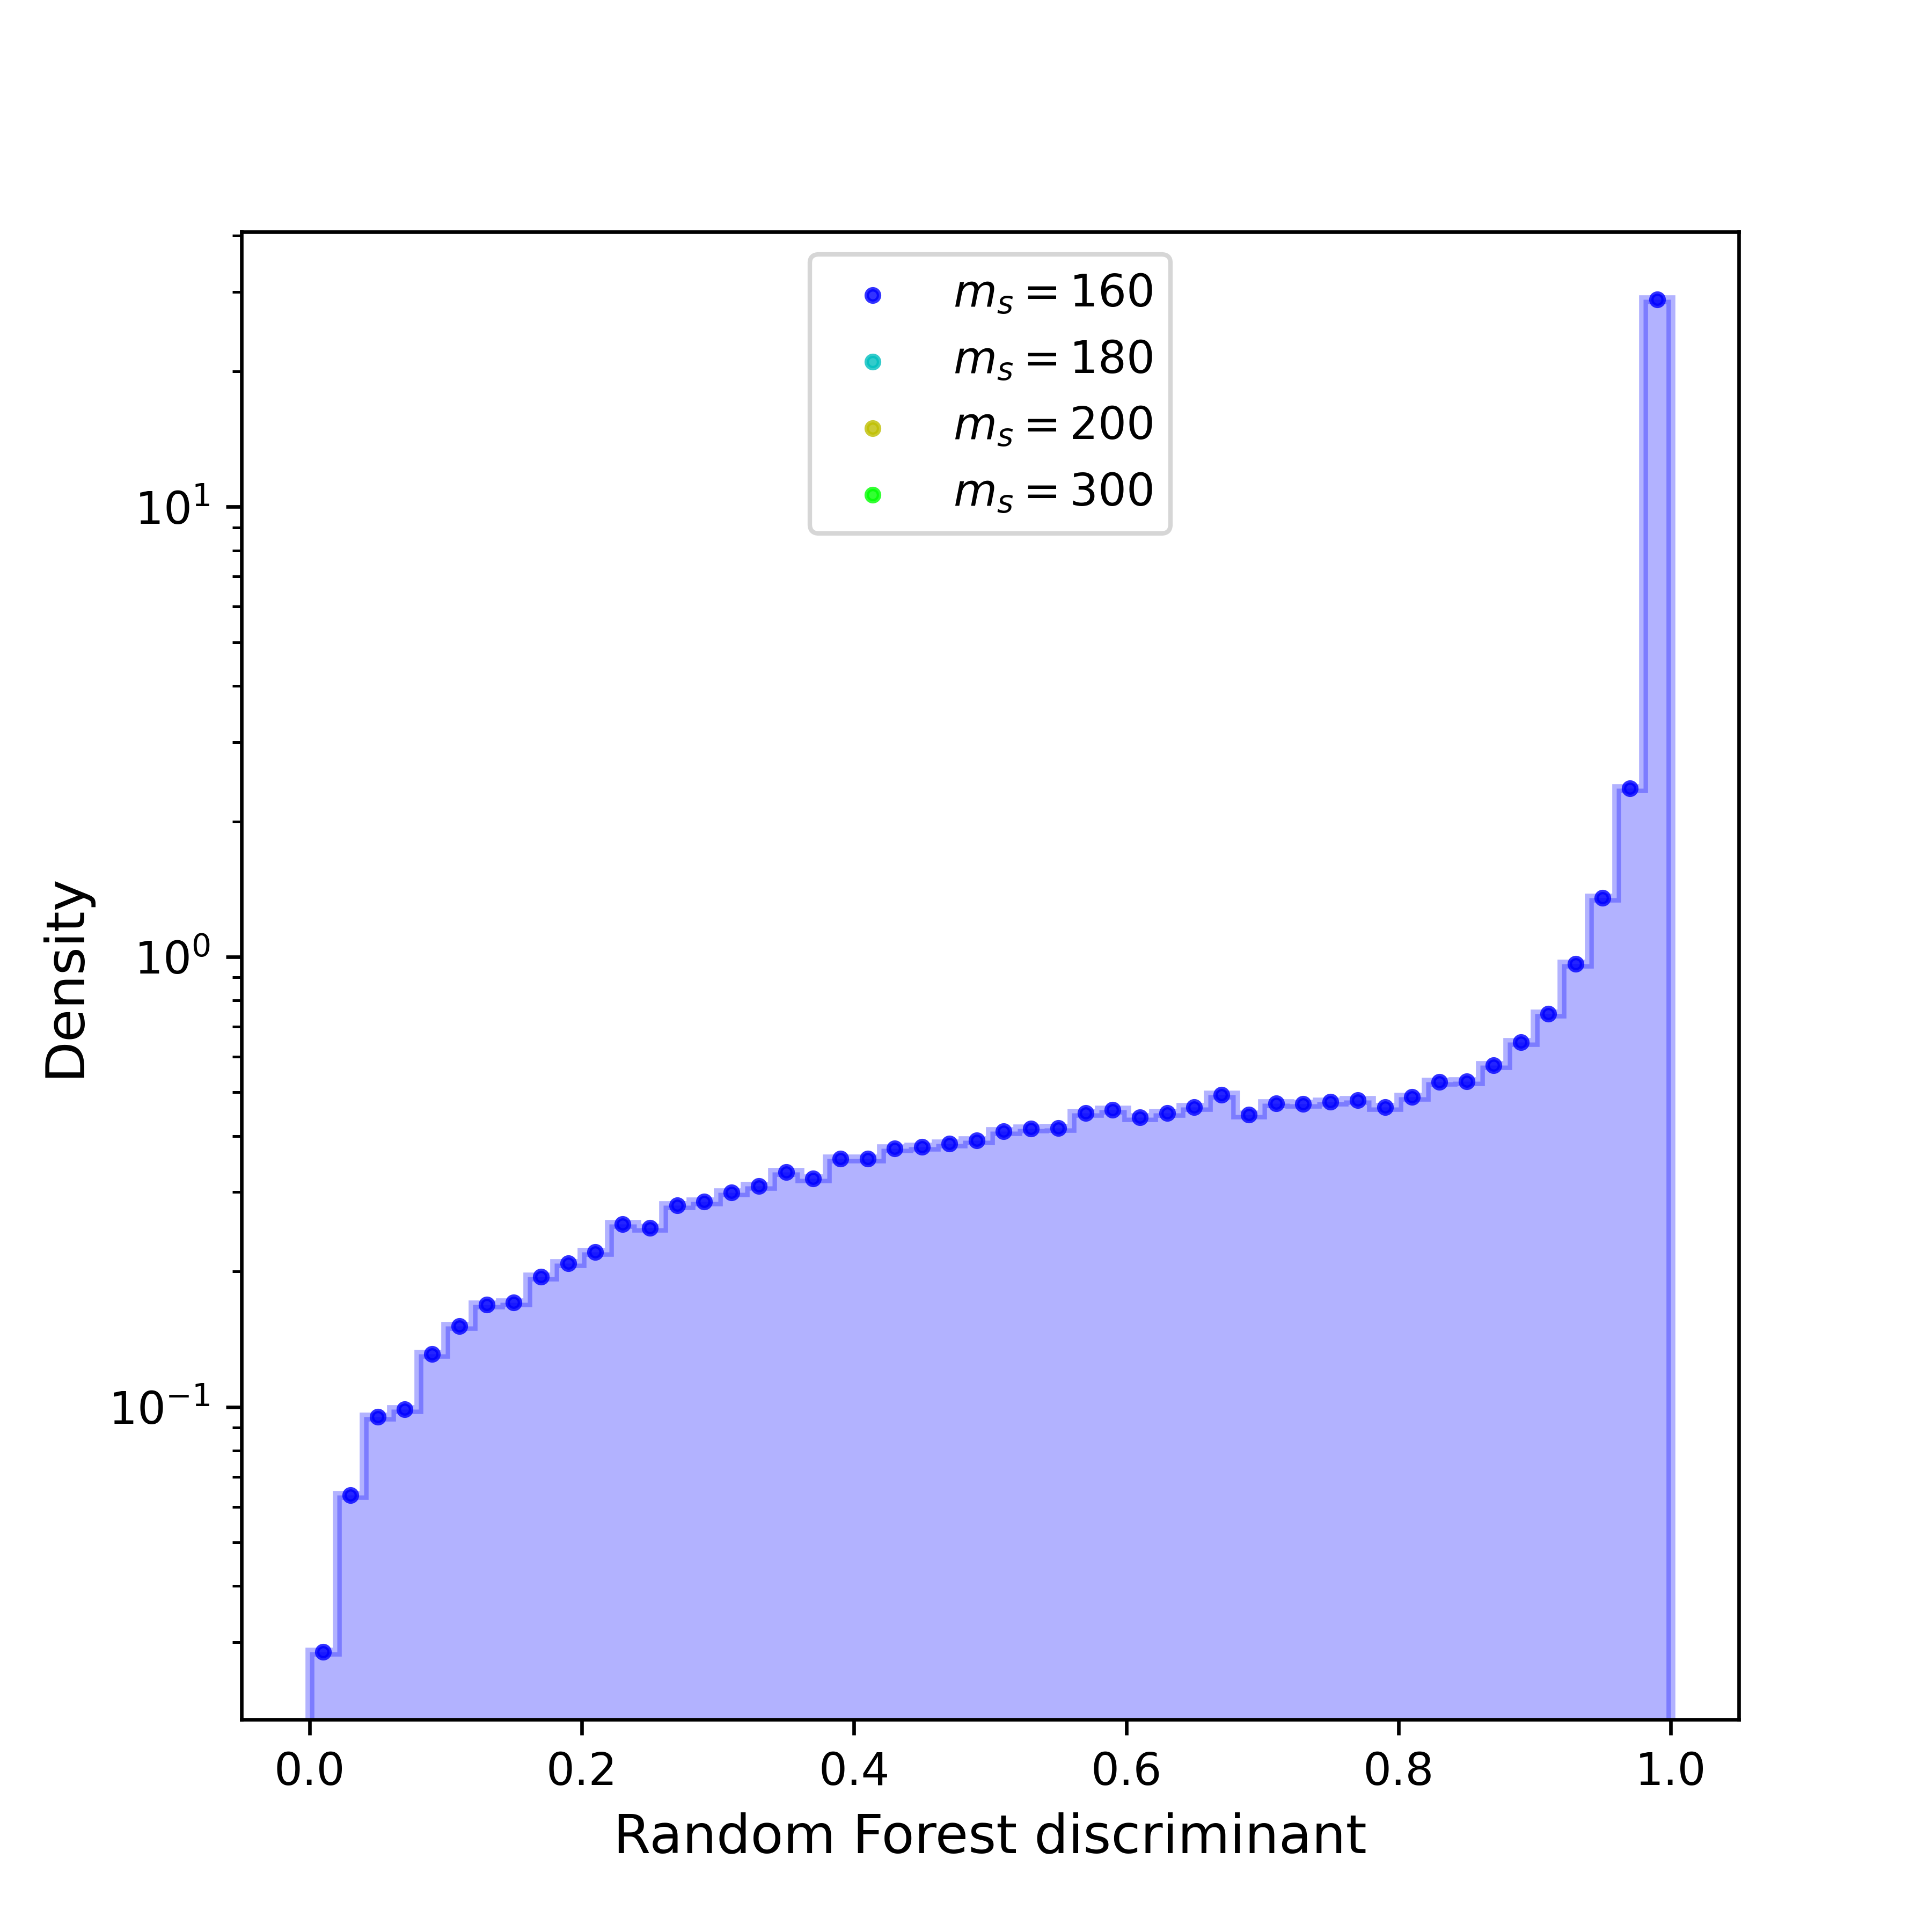 m_s = 160
m_s = 180
m_s = 200
m_s = 300
10^1
10^0
10^−1
Density
0.0 0.2 0.4 0.6 0.8 1.0
Random Forest discriminant